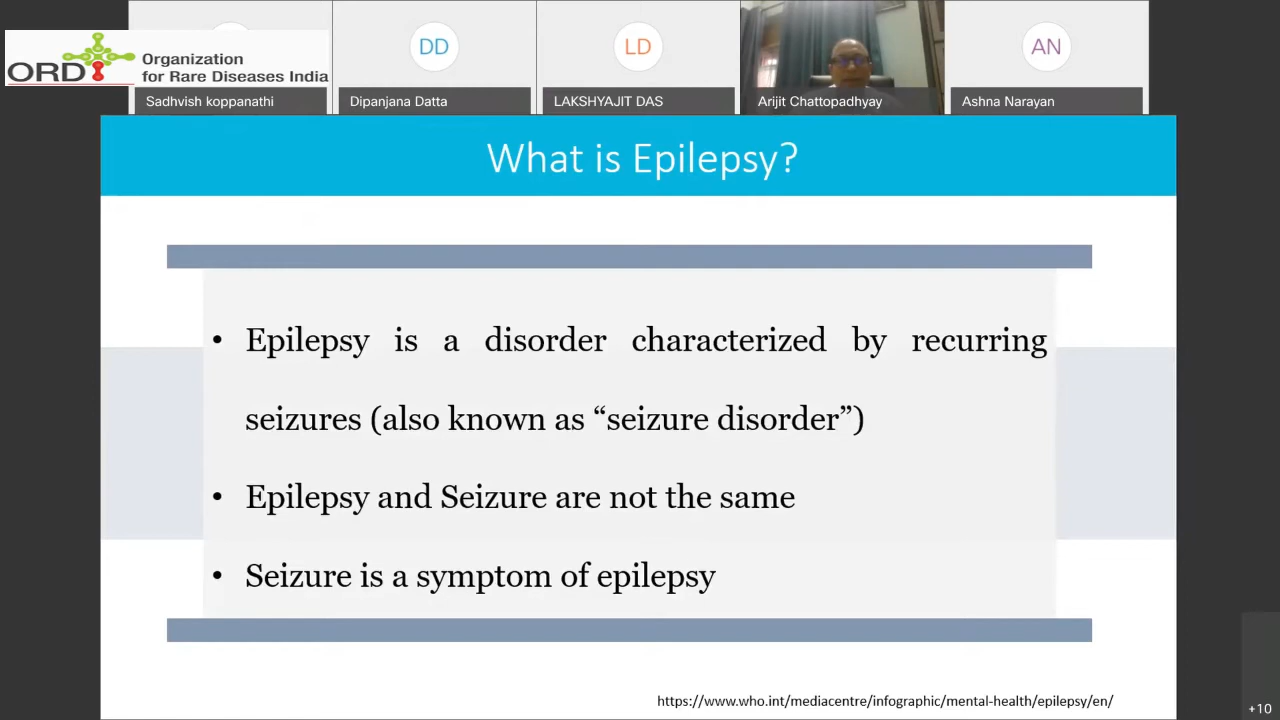 ORDI
Organization
for Rare Diseases India
DD
LD
AN
Sadhvish koppanathi
Dipanjana Datta
LAKSHYAJIT DAS
Arijit Chattopadhyay
Ashna Narayan
What is Epilepsy?
• Epilepsy is a disorder characterized by recurring
seizures (also known as “seizure disorder”)
• Epilepsy and Seizure are not the same
• Seizure is a symptom of epilepsy
https://www.who.int/mediacentre/infographic/mental-health/epilepsy/en/
+10